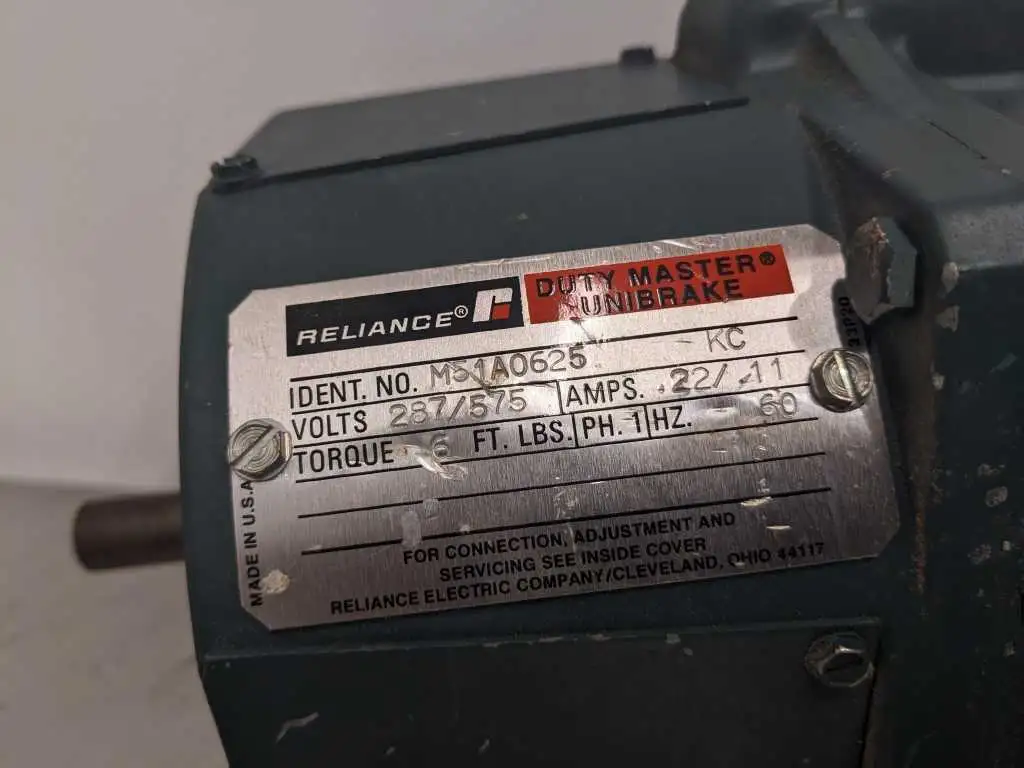 RELIANCE®
DUTY MASTER®
UNIBRAKE
IDENT. NO. M51A0625 - KC
VOLTS 287/575 AMPS. .22/.11
TORQUE 6 FT. LBS. PH. 1 HZ. 60
FOR CONNECTION, ADJUSTMENT AND
SERVICING SEE INSIDE COVER
RELIANCE ELECTRIC COMPANY/CLEVELAND, OHIO 44117
MADE IN U.S.A